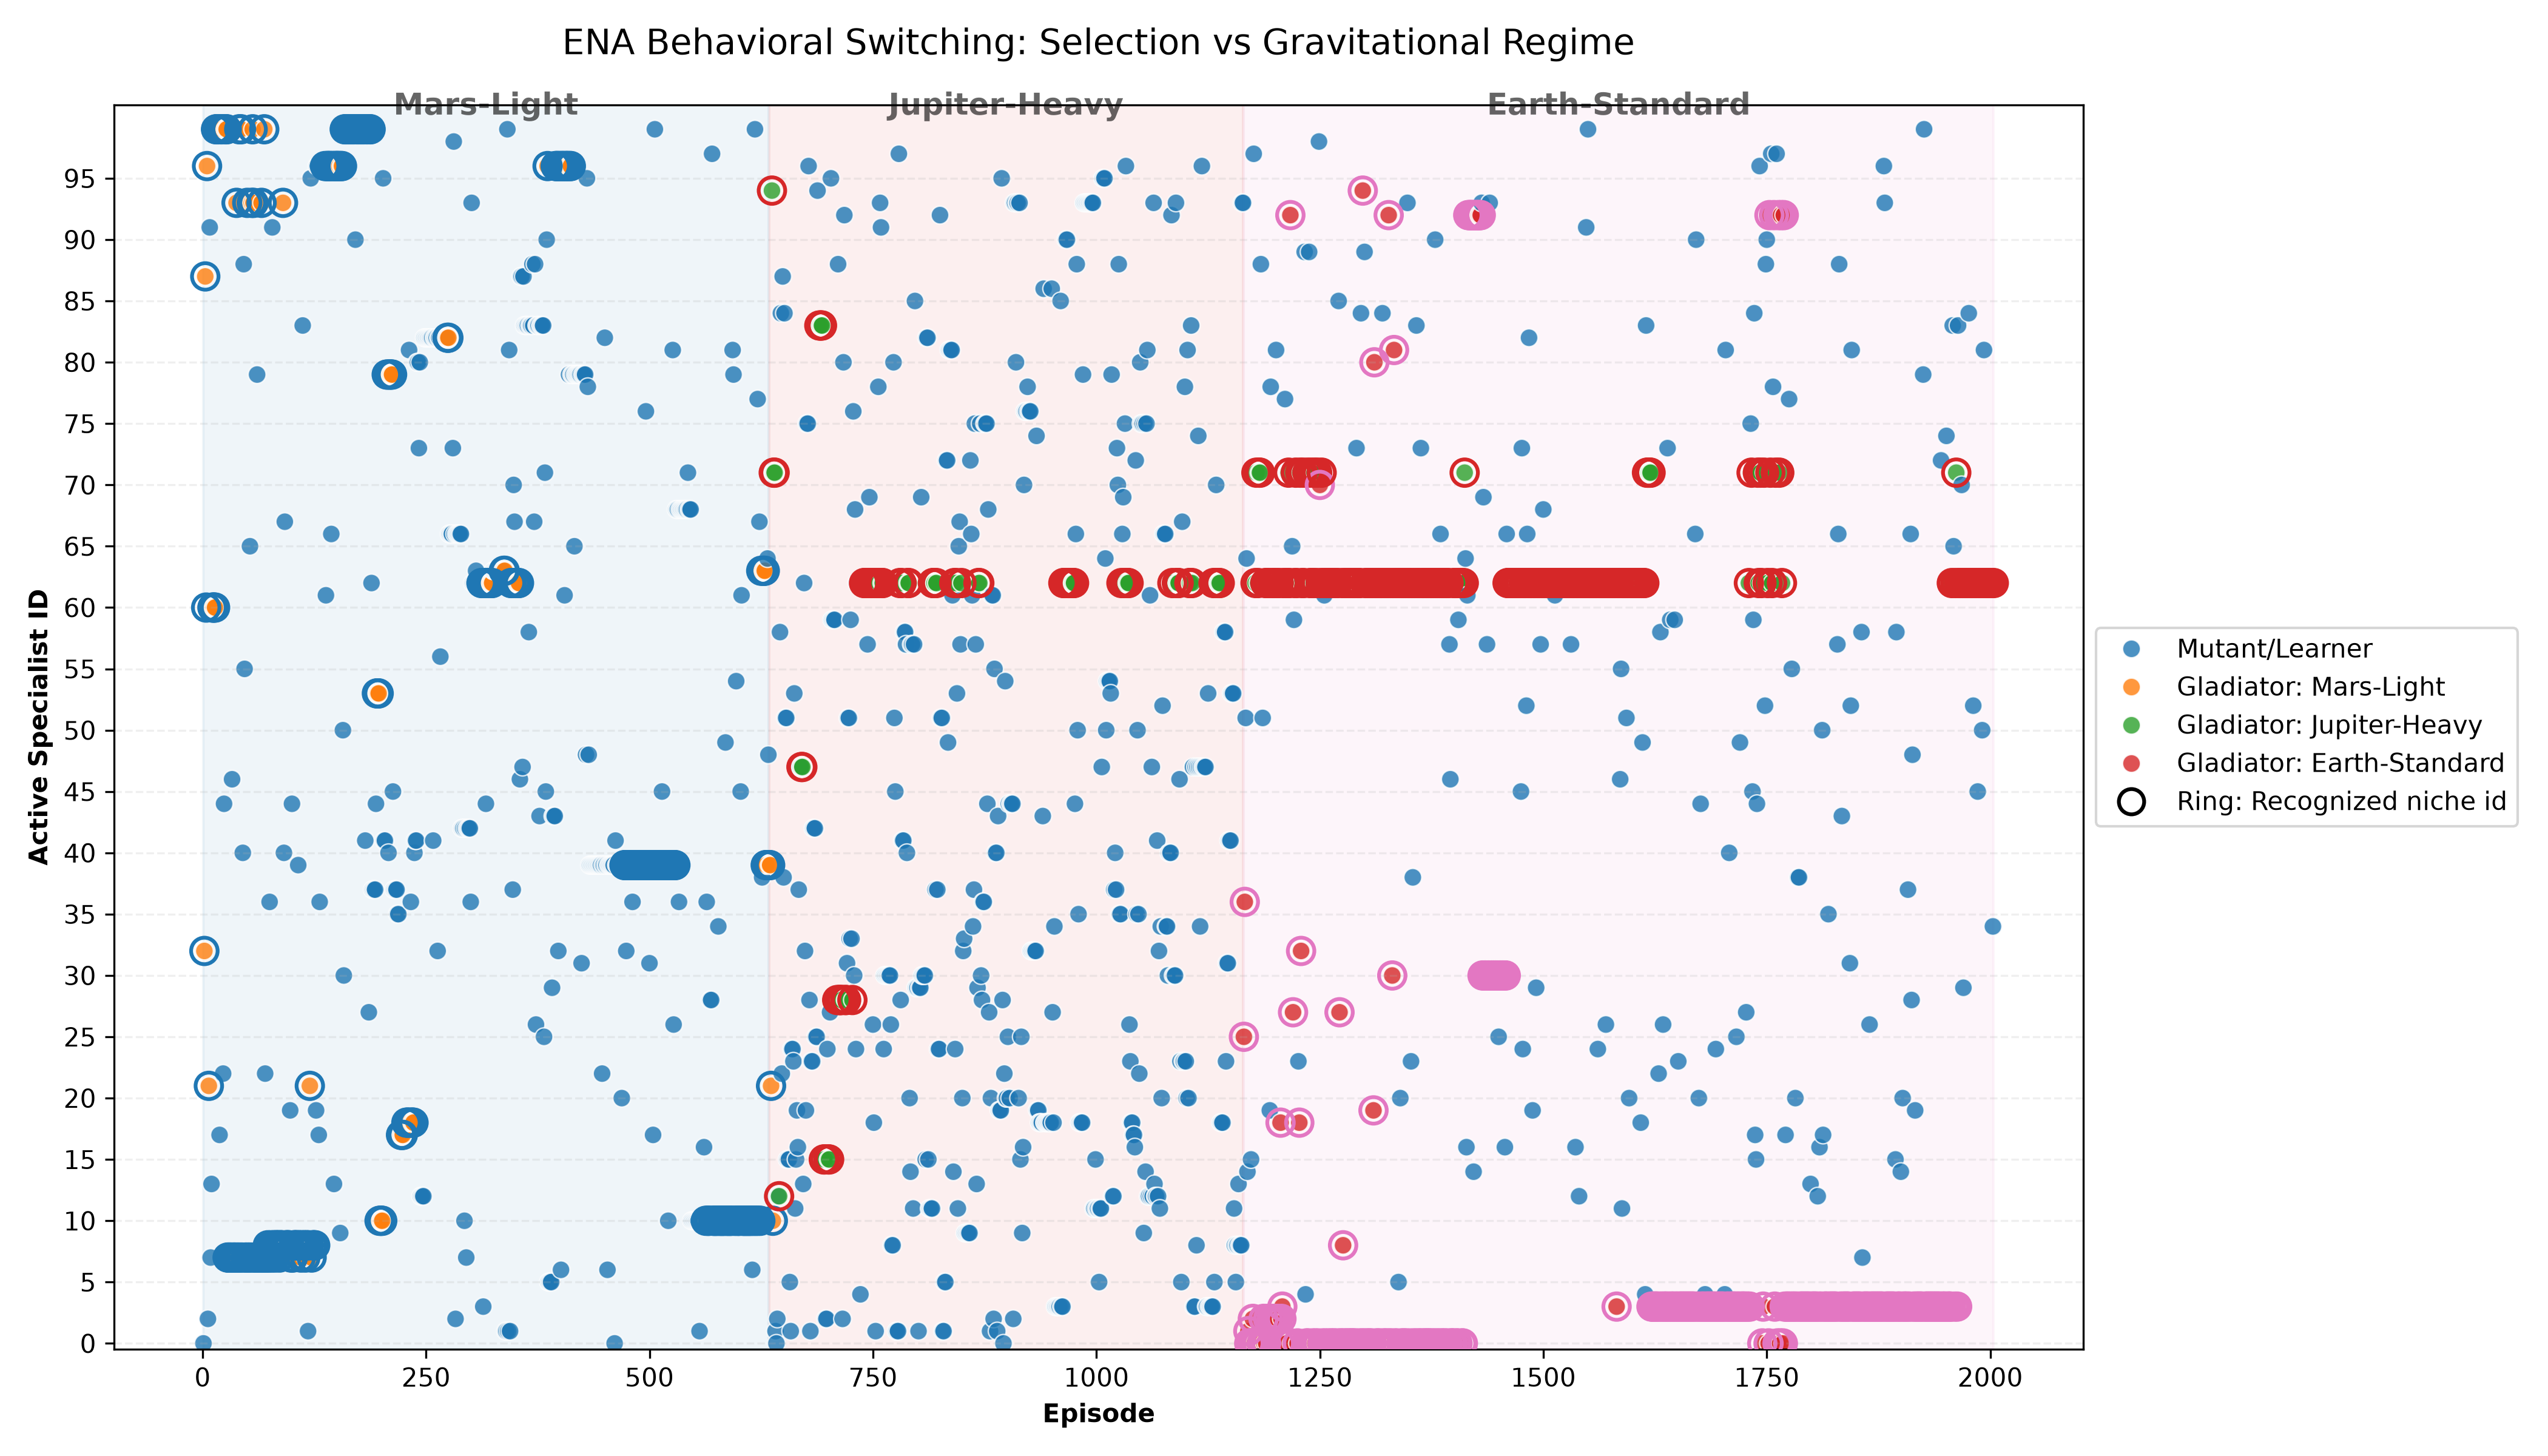 ENA Behavioral Switching: Selection vs Gravitational Regime
Mars-Light
Jupiter-Heavy
Earth-Standard
Active Specialist ID
95
90
85
80
75
70
65
60
55
50
45
40
35
30
25
20
15
10
5
0
0
250
500
750
1000
1250
1500
1750
2000
Episode
Mutant/Learner
Gladiator: Mars-Light
Gladiator: Jupiter-Heavy
Gladiator: Earth-Standard
Ring: Recognized niche id